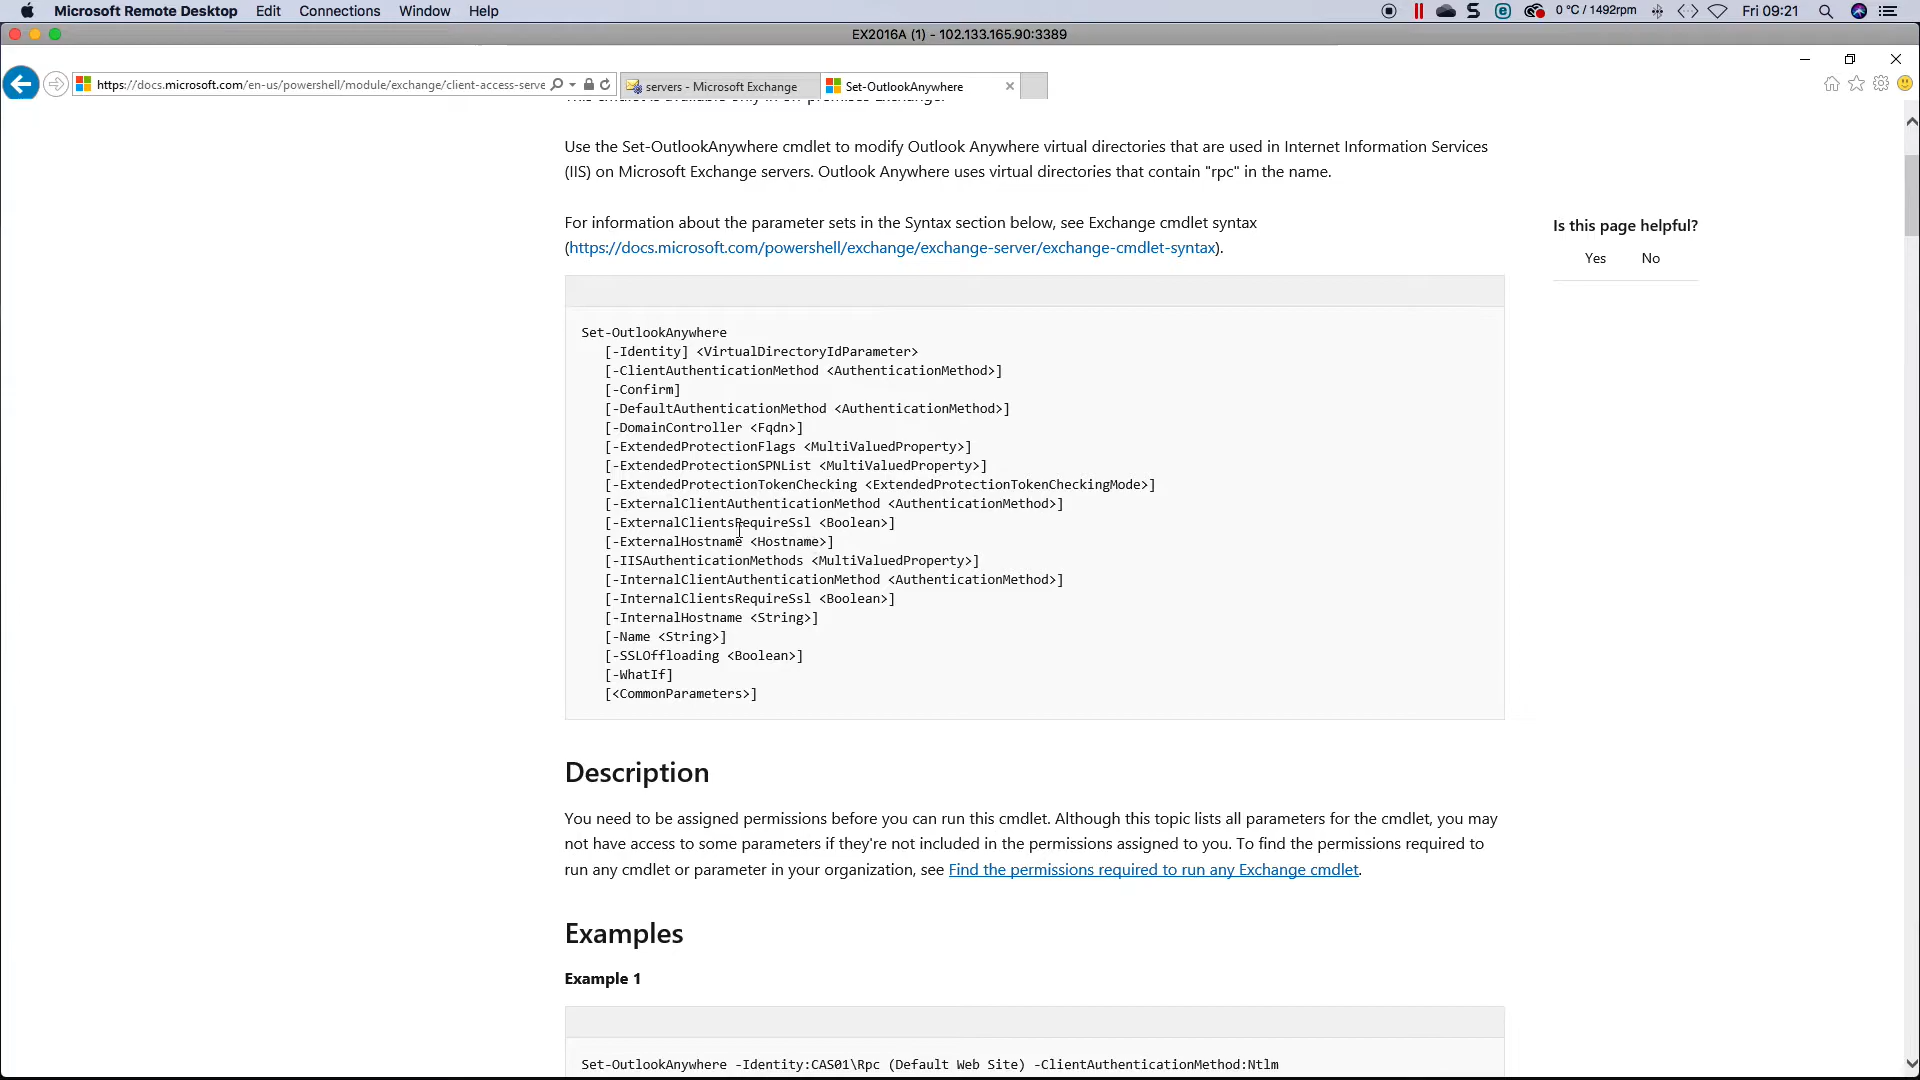 Microsoft Remote Desktop Edit Connections Window Help
0 °C / 1492rpm Fri 09:21
EX2016A (1) - 102.133.165.90:3389
https://docs.microsoft.com/en-us/powershell/module/exchange/client-access-serve
servers - Microsoft Exchange
Set-OutlookAnywhere
This cmdlet is available only in on-premises Exchange.
Use the Set-OutlookAnywhere cmdlet to modify Outlook Anywhere virtual directories that are used in Internet Information Services
(IIS) on Microsoft Exchange servers. Outlook Anywhere uses virtual directories that contain "rpc" in the name.
For information about the parameter sets in the Syntax section below, see Exchange cmdlet syntax
(https://docs.microsoft.com/powershell/exchange/exchange-server/exchange-cmdlet-syntax).
Is this page helpful?
Yes No
Set-OutlookAnywhere
[-Identity] <VirtualDirectoryIdParameter>
[-ClientAuthenticationMethod <AuthenticationMethod>]
[-Confirm]
[-DefaultAuthenticationMethod <AuthenticationMethod>]
[-DomainController <Fqdn>]
[-ExtendedProtectionFlags <MultiValuedProperty>]
[-ExtendedProtectionSPNList <MultiValuedProperty>]
[-ExtendedProtectionTokenChecking <ExtendedProtectionTokenCheckingMode>]
[-ExternalClientAuthenticationMethod <AuthenticationMethod>]
[-ExternalClientsRequireSsl <Boolean>]
[-ExternalHostname <Hostname>]
[-IISAuthenticationMethods <MultiValuedProperty>]
[-InternalClientAuthenticationMethod <AuthenticationMethod>]
[-InternalClientsRequireSsl <Boolean>]
[-InternalHostname <String>]
[-Name <String>]
[-SSLOffloading <Boolean>]
[-WhatIf]
[<CommonParameters>]
Description
You need to be assigned permissions before you can run this cmdlet. Although this topic lists all parameters for the cmdlet, you may
not have access to some parameters if they're not included in the permissions assigned to you. To find the permissions required to
run any cmdlet or parameter in your organization, see Find the permissions required to run any Exchange cmdlet.
Examples
Example 1
Set-OutlookAnywhere -Identity:CAS01\Rpc (Default Web Site) -ClientAuthenticationMethod:Ntlm